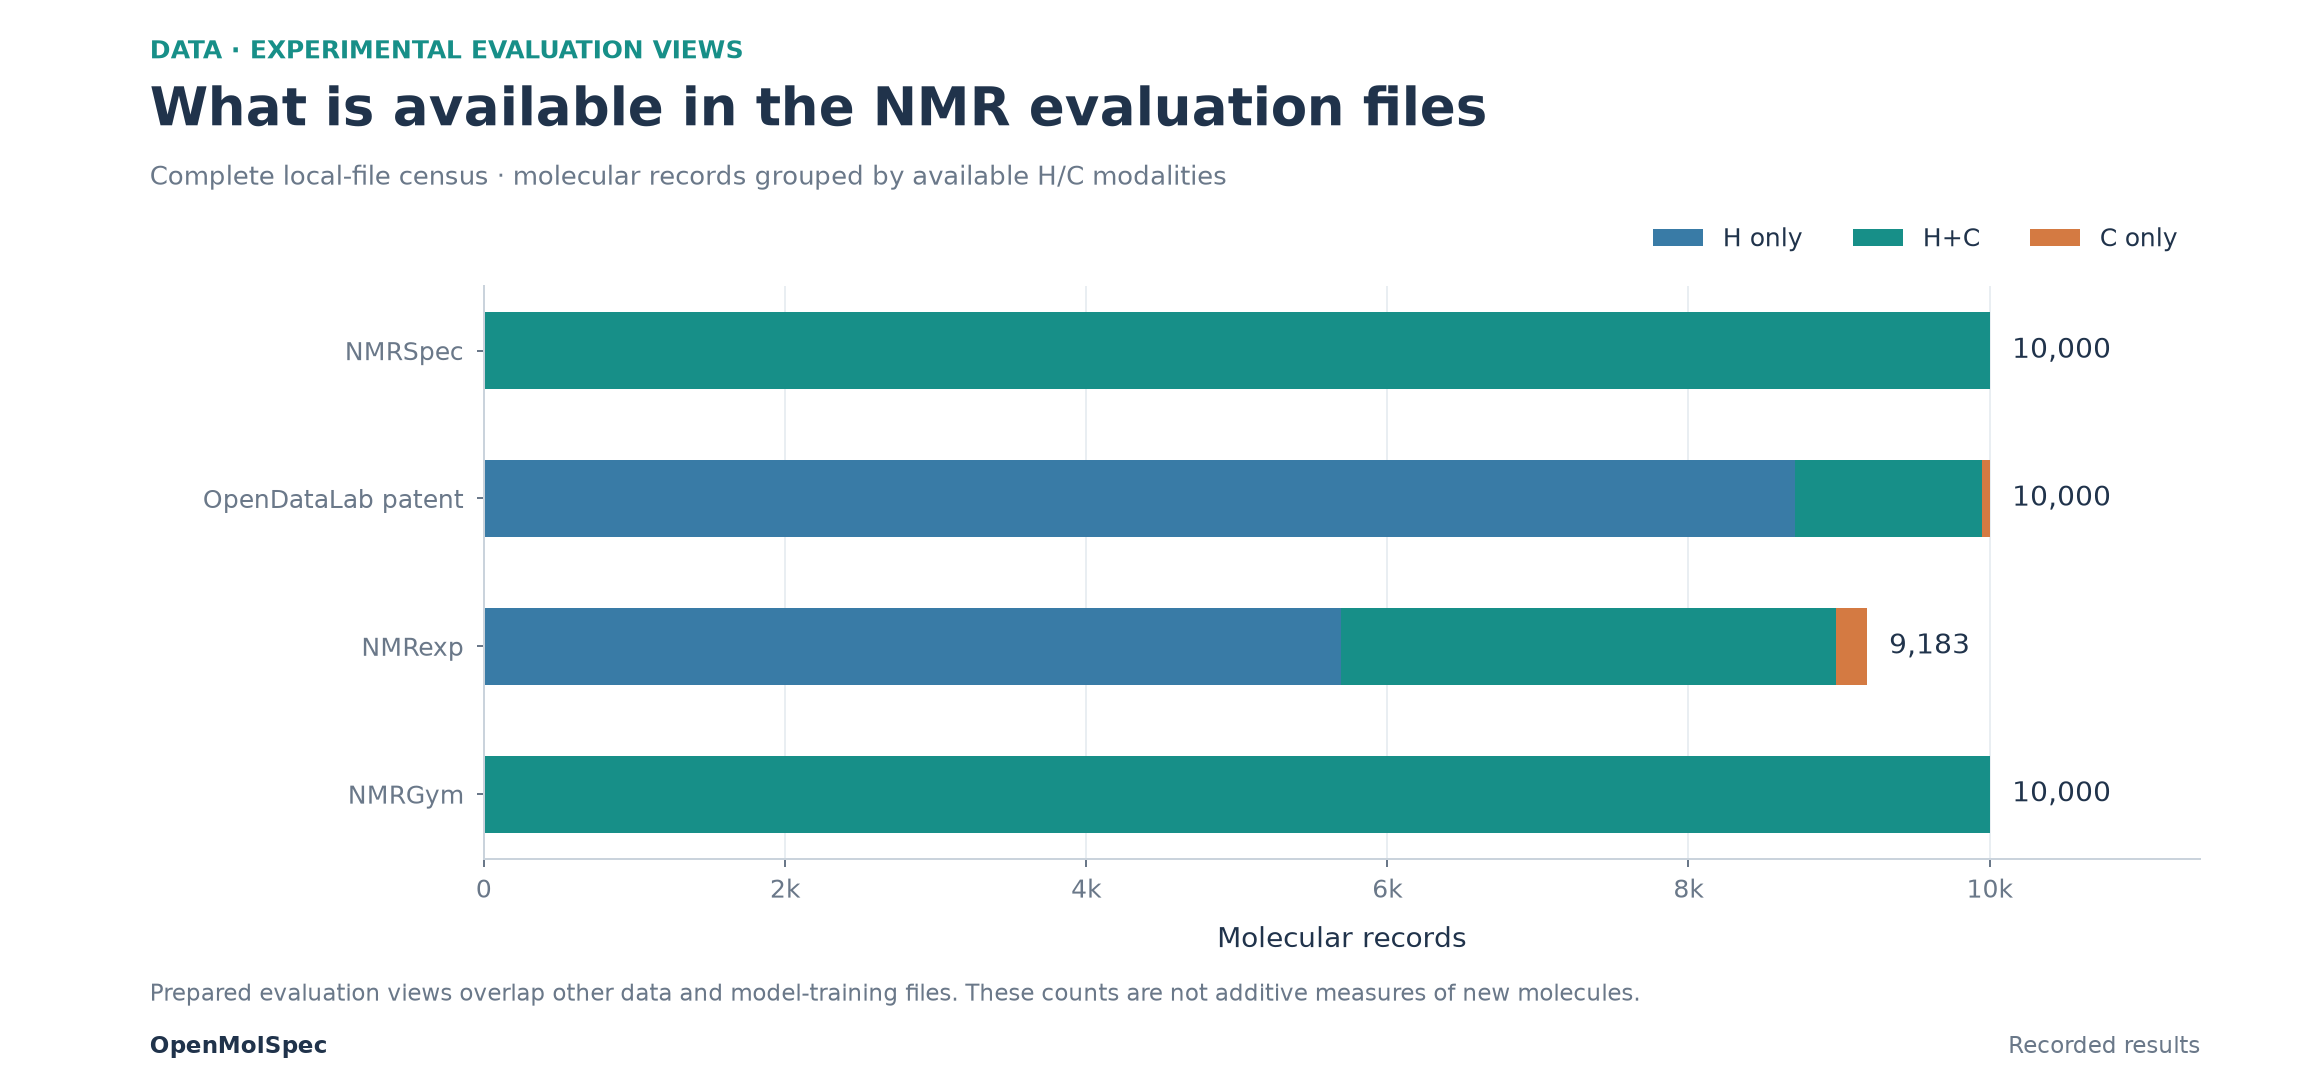 DATA · EXPERIMENTAL EVALUATION VIEWS
What is available in the NMR evaluation files
Complete local-file census · molecular records grouped by available H/C modalities
H only H+C C only
NMRSpec 10,000
OpenDataLab patent 10,000
NMRexp 9,183
NMRGym 10,000
0 2k 4k 6k 8k 10k
Molecular records
Prepared evaluation views overlap other data and model-training files. These counts are not additive measures of new molecules.
OpenMolSpec Recorded results